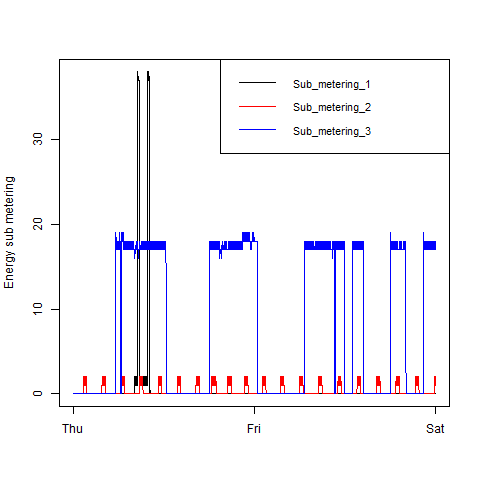 Sub_metering_1
Sub_metering_2
Sub_metering_3
Energy sub metering
30
20
10
0
Thu
Fri
Sat